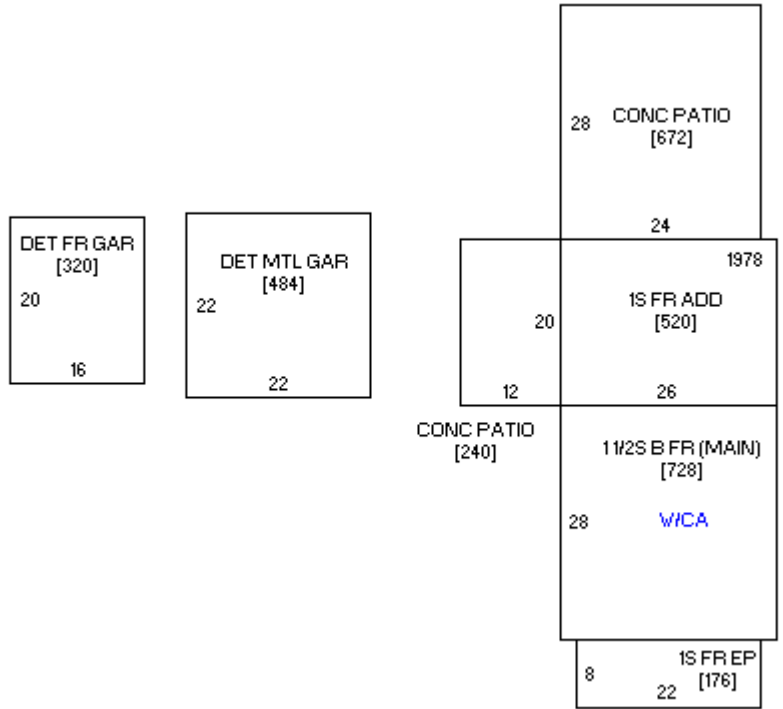 CONC PATIO
[672]
28
24
DET FR GAR
[320]
20
16
DET MTL GAR
[484]
22
22
1978
1S FR ADD
[520]
20
12
26
CONC PATIO
[240]
1 1/2S B FR (MAIN)
[728]
28
W/CA
1S FR EP
[176]
8
22